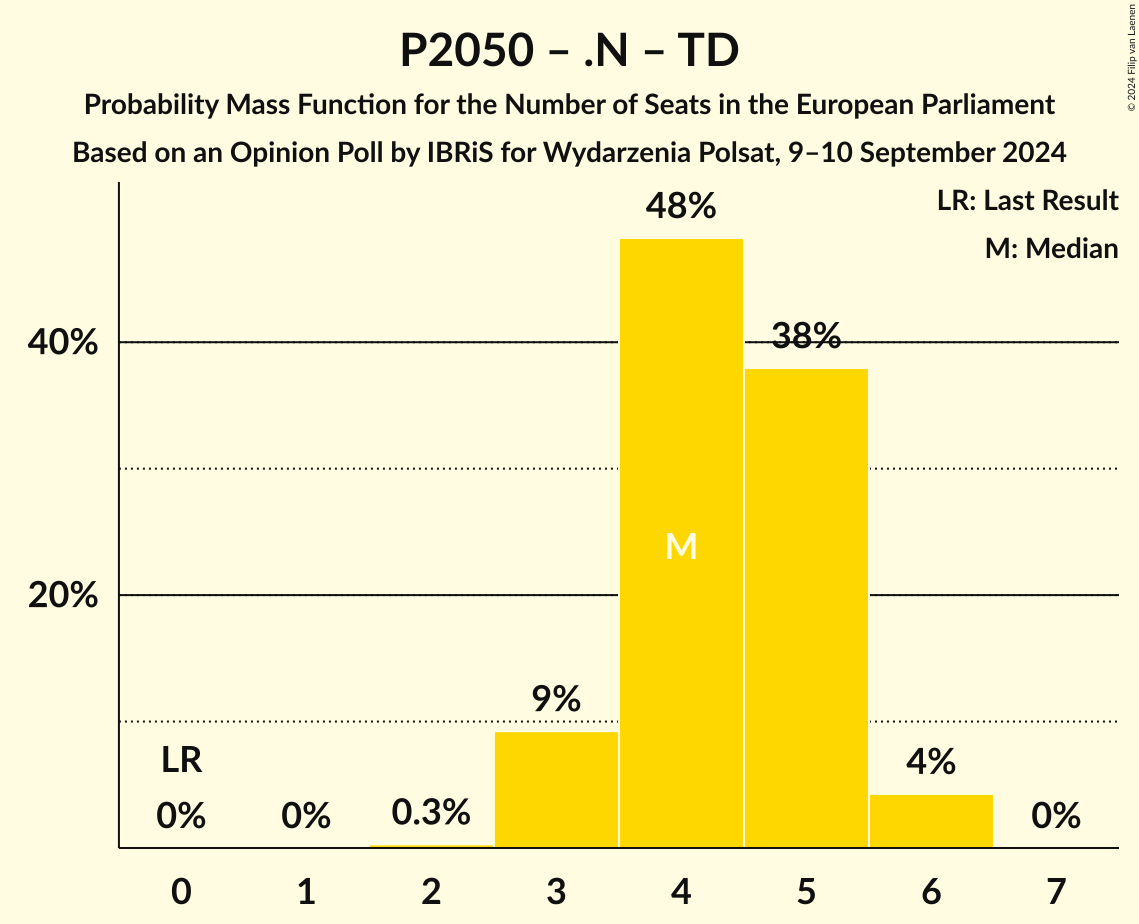 P2050 – .N – TD
Probability Mass Function for the Number of Seats in the European Parliament
Based on an Opinion Poll by IBRiS for Wydarzenia Polsat, 9–10 September 2024
© 2024 Filip van Laenen
LR: Last Result
M: Median
48%
40%
38%
M
20%
9%
LR
4%
0%
0%
0.3%
0%
0
1
2
3
4
5
6
7